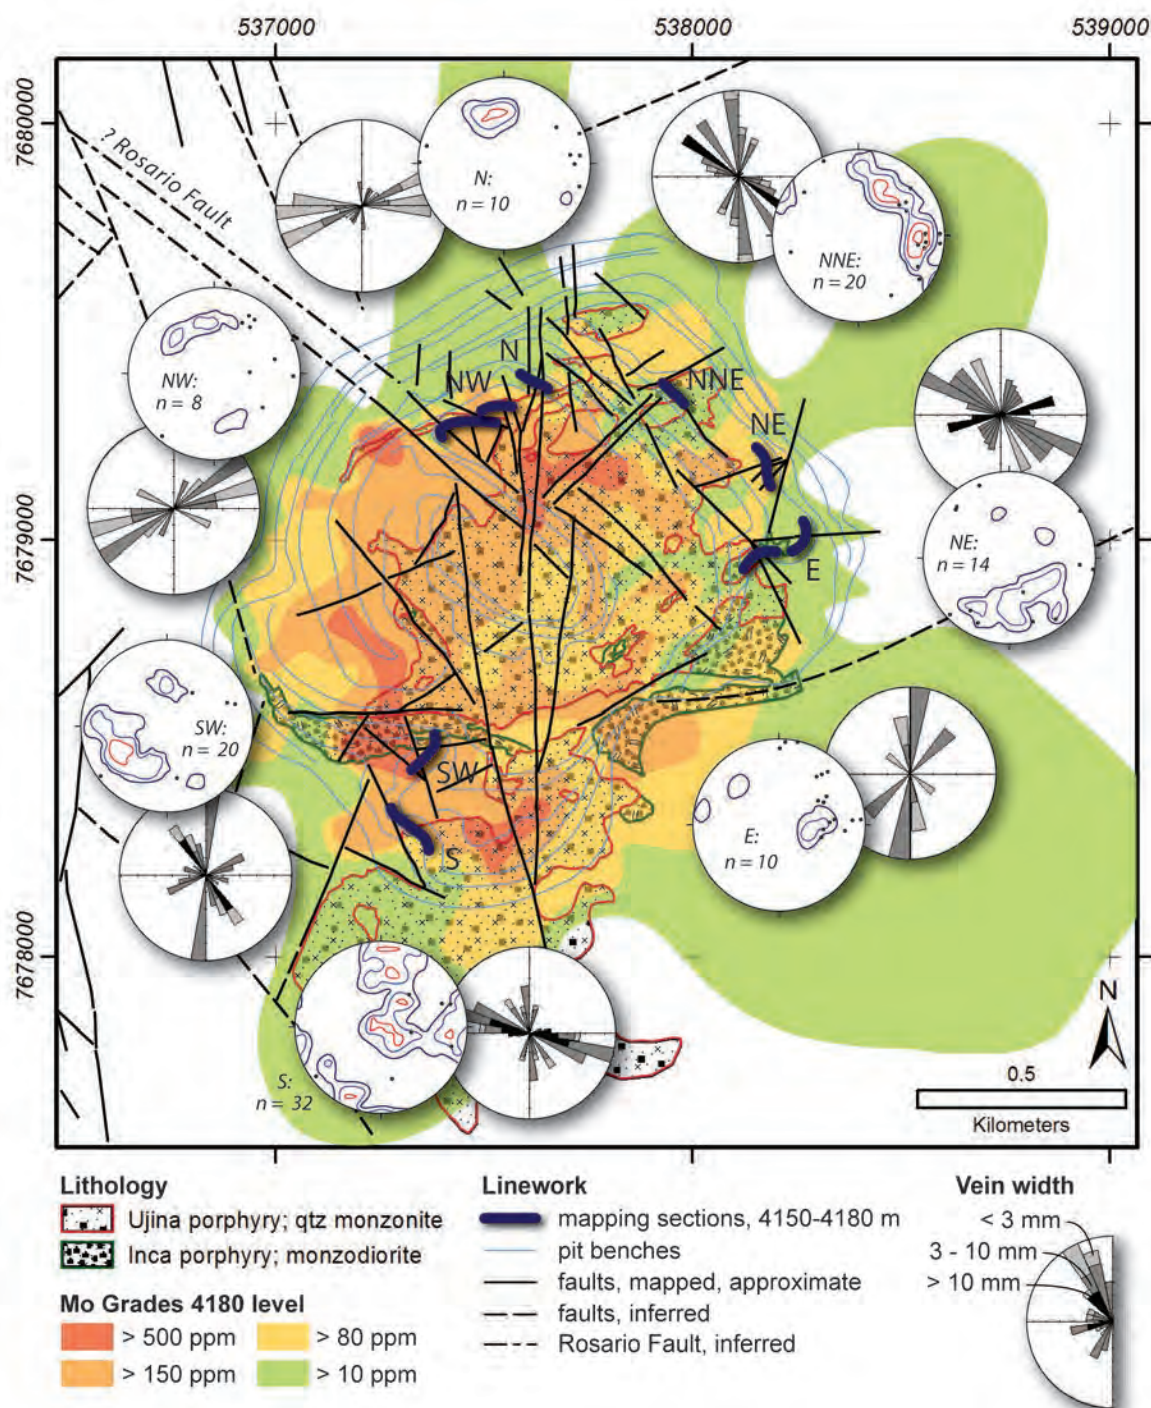 537000
538000
539000
7680000
7679000
7678000
? Rosario Fault
N:
n = 10
NNE:
n = 20
NW:
n = 8
N
NW
NNE
NE
E
NE:
n = 14
SW:
n = 20
SW
S
E:
n = 10
S:
n = 32
N
0.5
Kilometers
Lithology
Ujina porphyry; qtz monzonite
Inca porphyry; monzodiorite
Mo Grades 4180 level
> 500 ppm
> 80 ppm
> 150 ppm
> 10 ppm
Linework
mapping sections, 4150-4180 m
pit benches
faults, mapped, approximate
faults, inferred
Rosario Fault, inferred
Vein width
< 3 mm
3 - 10 mm
> 10 mm